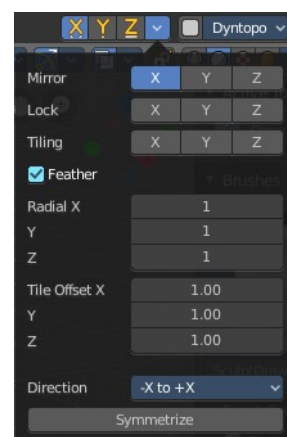 X Y Z Dyntopo
Mirror X Y Z
Lock X Y Z
Tiling X Y Z
Feather
Brushes
Radial X 1
Y 1
Z 1
Tile Offset X 1.00
Y 1.00
Z 1.00
Direction -X to +X
Symmetrize